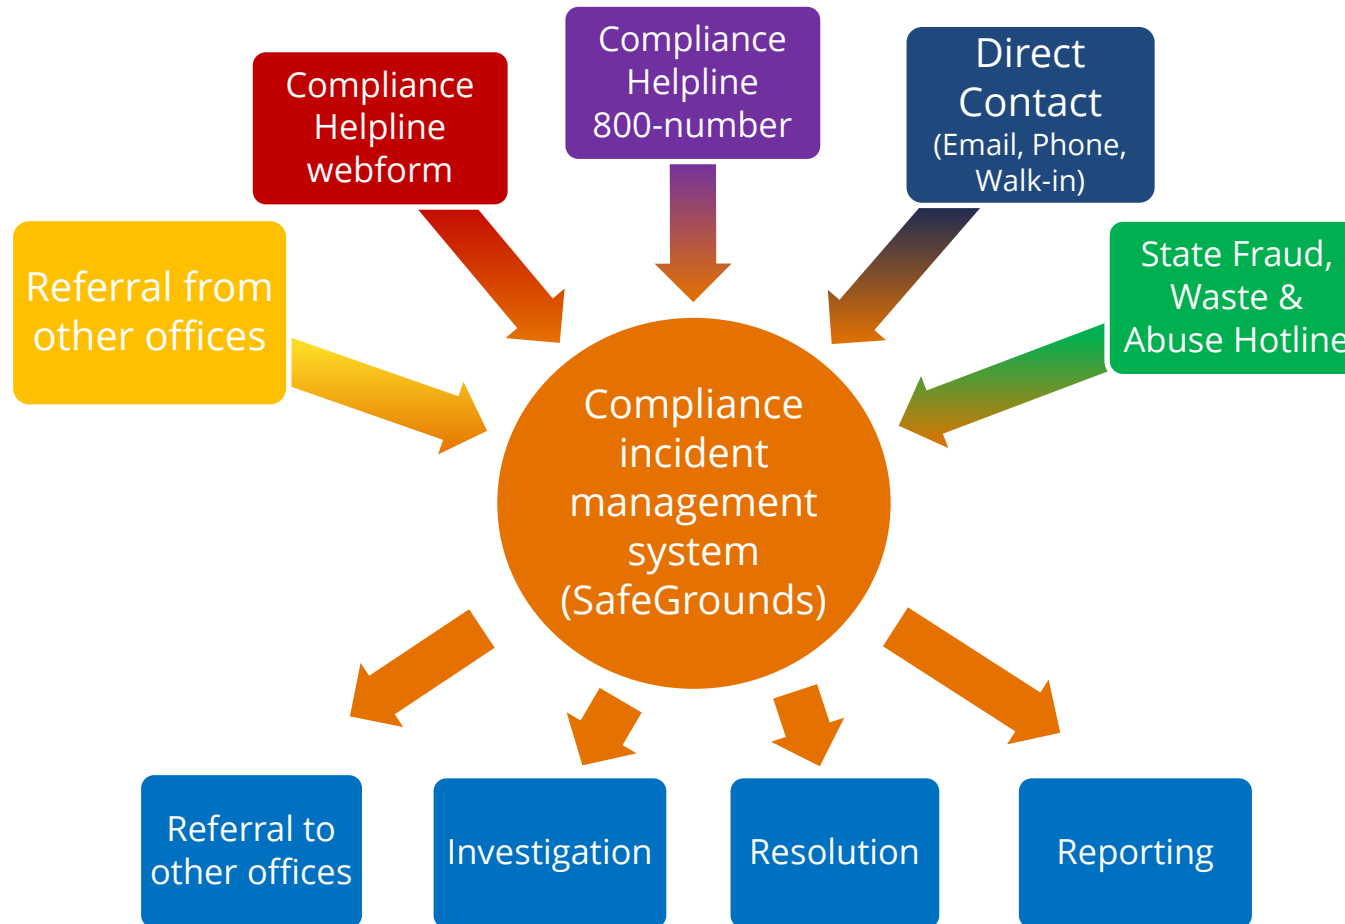 Compliance
Helpline
800-number
Direct
Contact
(Email, Phone,
Walk-in)
Compliance
Helpline
webform
State Fraud,
Waste &
Abuse Hotline
Referral from
other offices
Compliance
incident
management
system
(SafeGrounds)
Referral to
other offices
Investigation
Resolution
Reporting